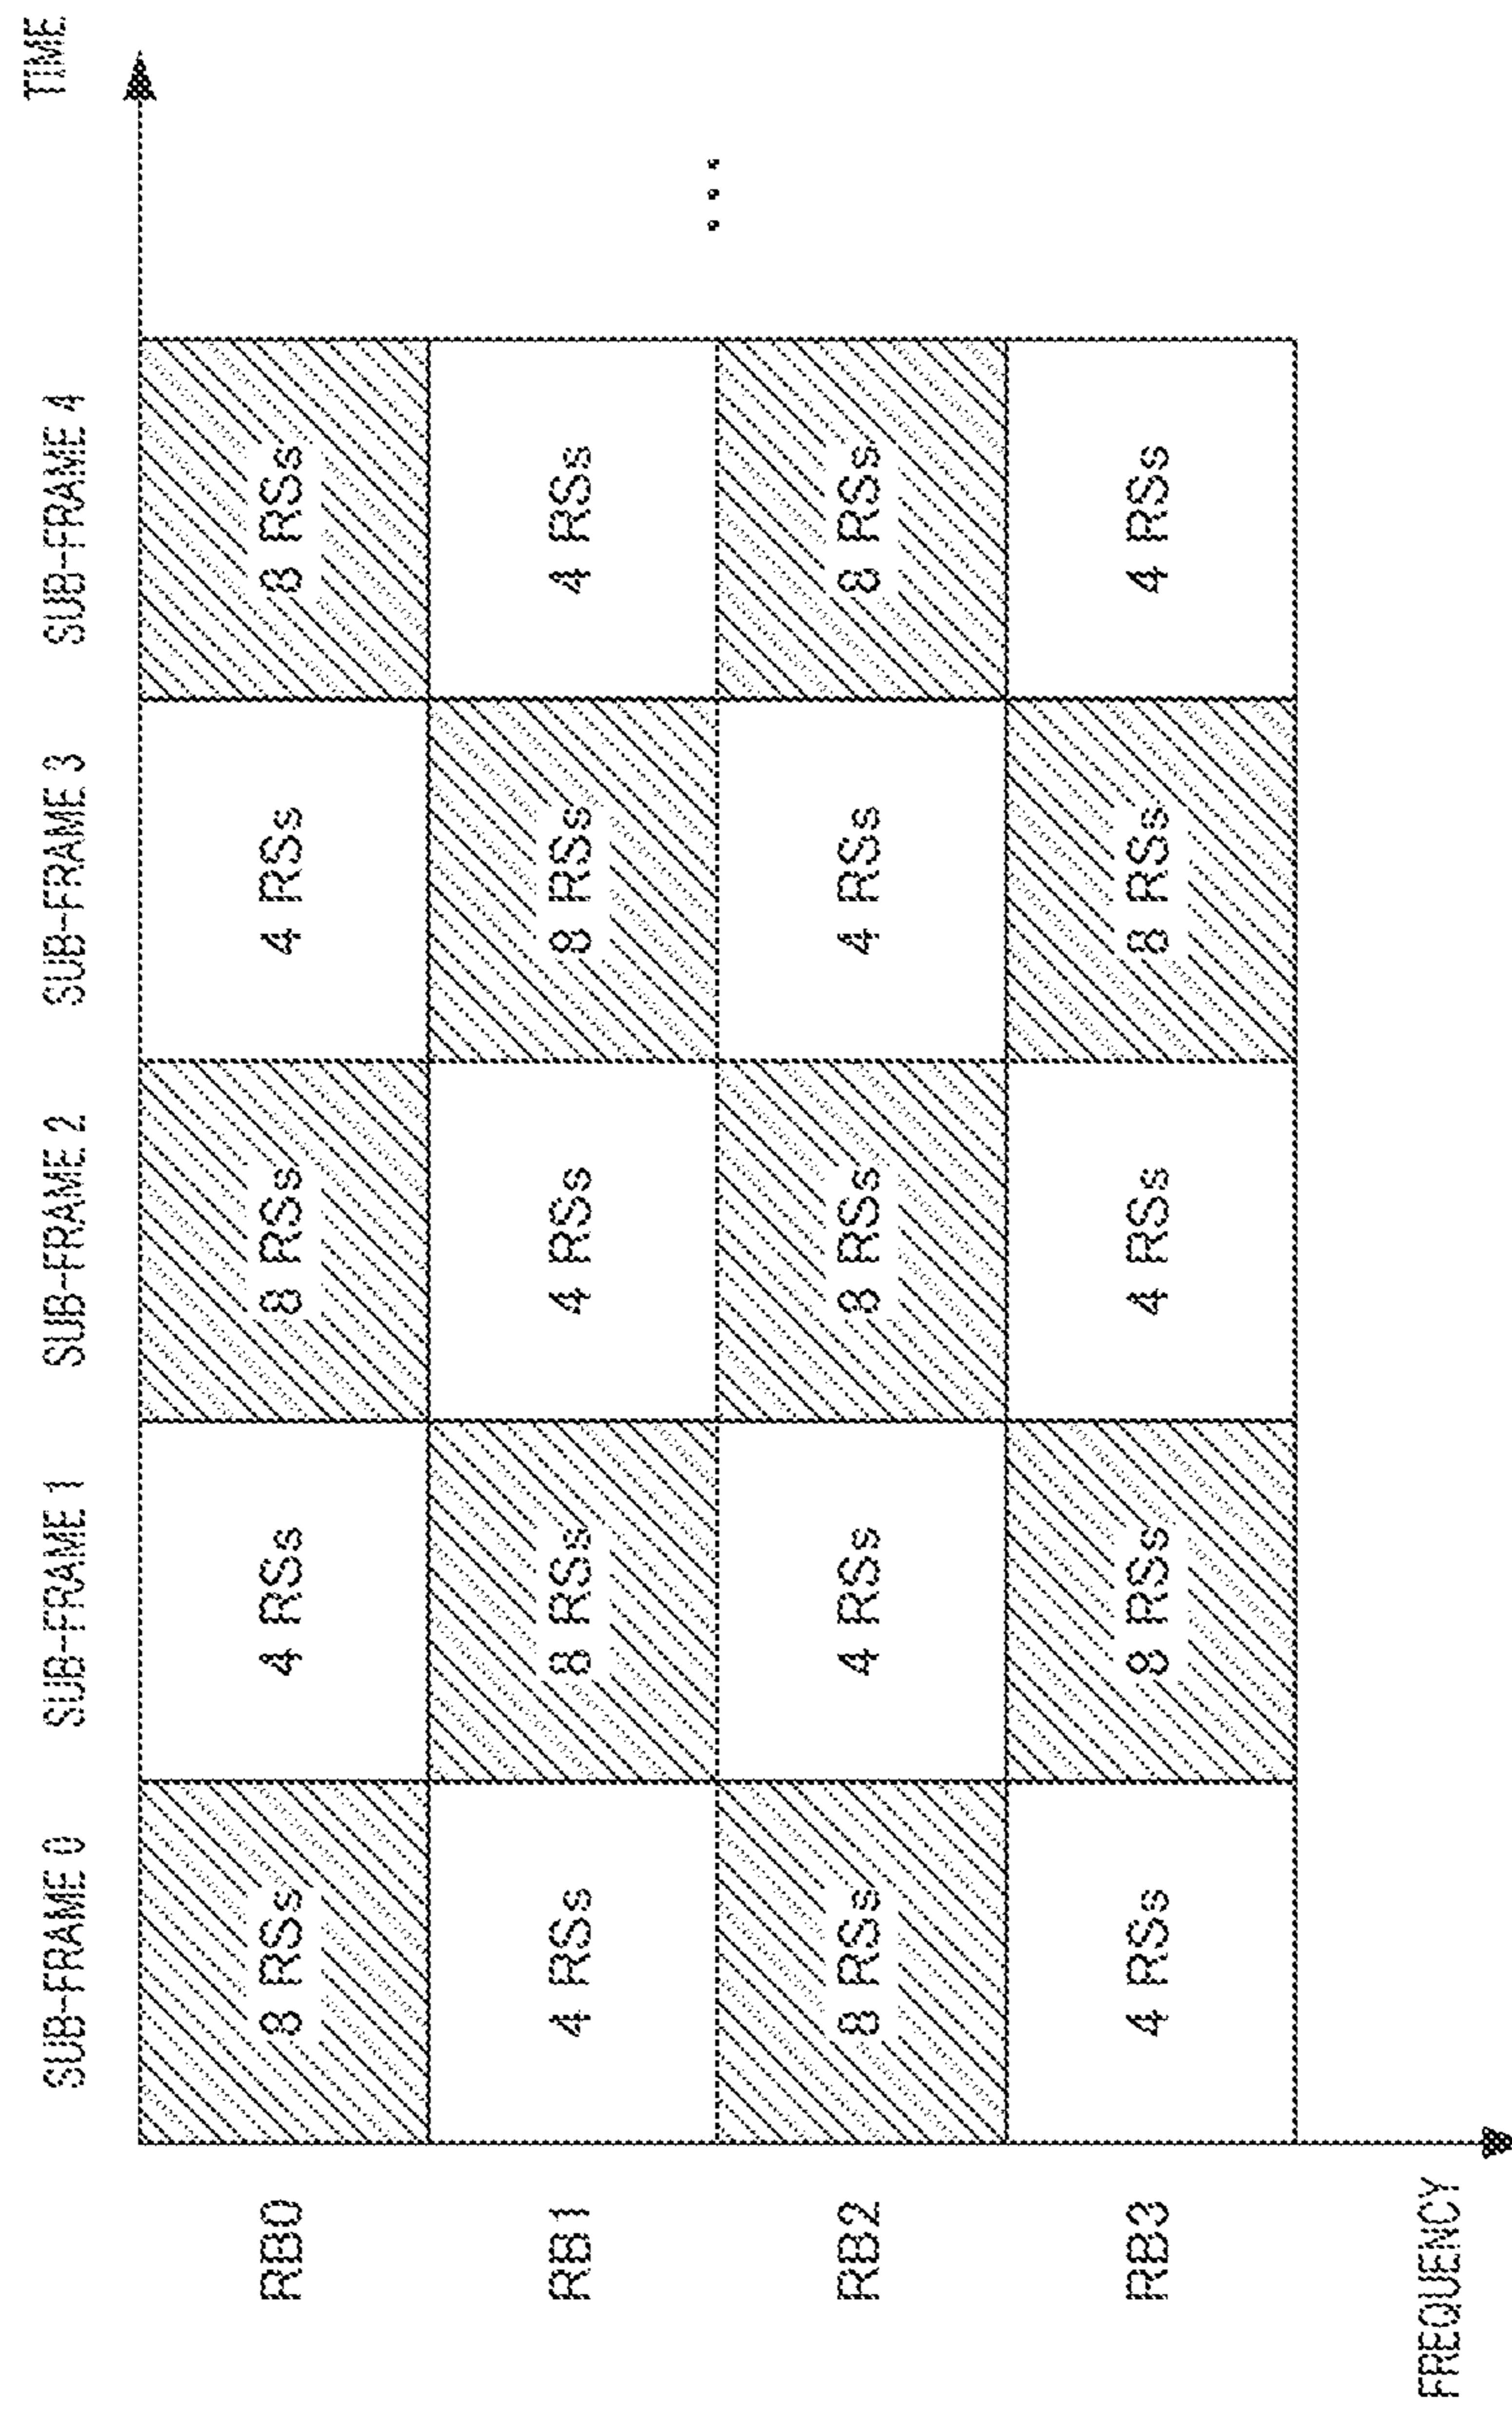 SUB-FRAME 0 SUB-FRAME 1 SUB-FRAME 2 SUB-FRAME 3 SUB-FRAME 4 TIME
RB0 8 RSs 4 RSs 8 RSs 4 RSs 8 RSs
RB1 4 RSs 8 RSs 4 RSs 8 RSs 4 RSs
...
RB2 8 RSs 4 RSs 8 RSs 4 RSs 8 RSs
RB3 4 RSs 8 RSs 4 RSs 8 RSs 4 RSs
FREQUENCY